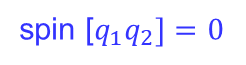 spin [q₁q₂] = 0